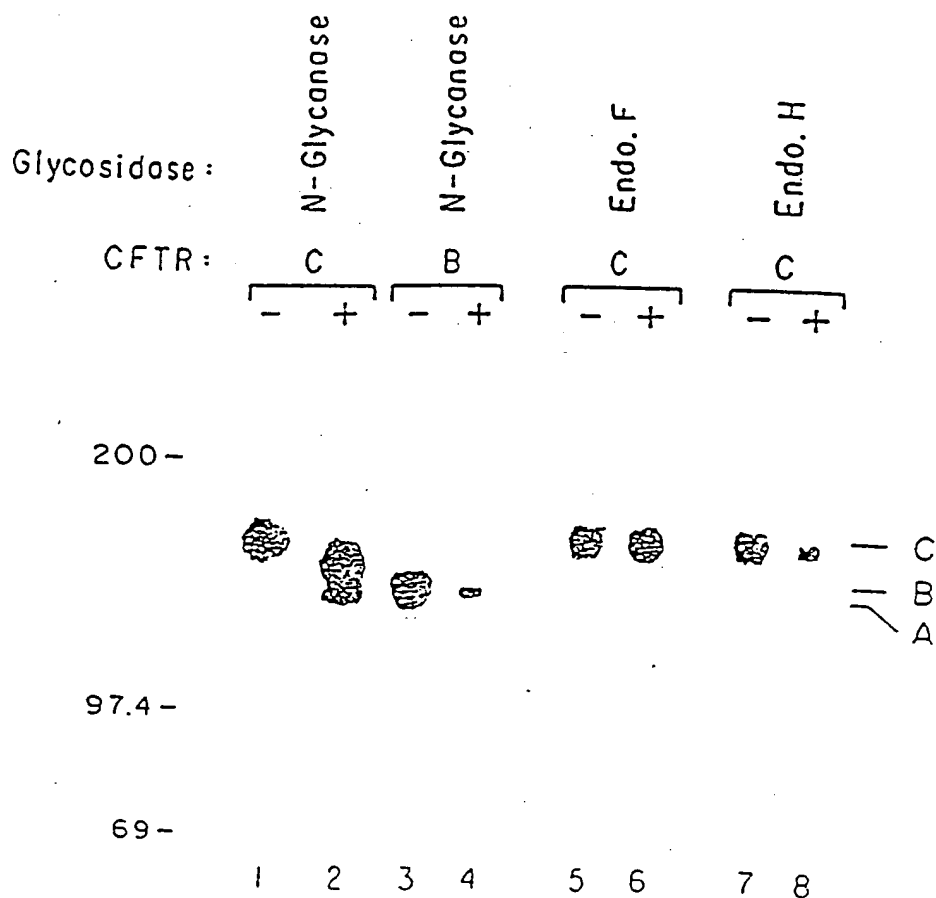 Glycosidase: N-Glycanase N-Glycanase Endo. F Endo. H
CFTR: C B C C
- + - + - + - +
200-
C
B
A
97.4-
69-
1 2 3 4 5 6 7 8